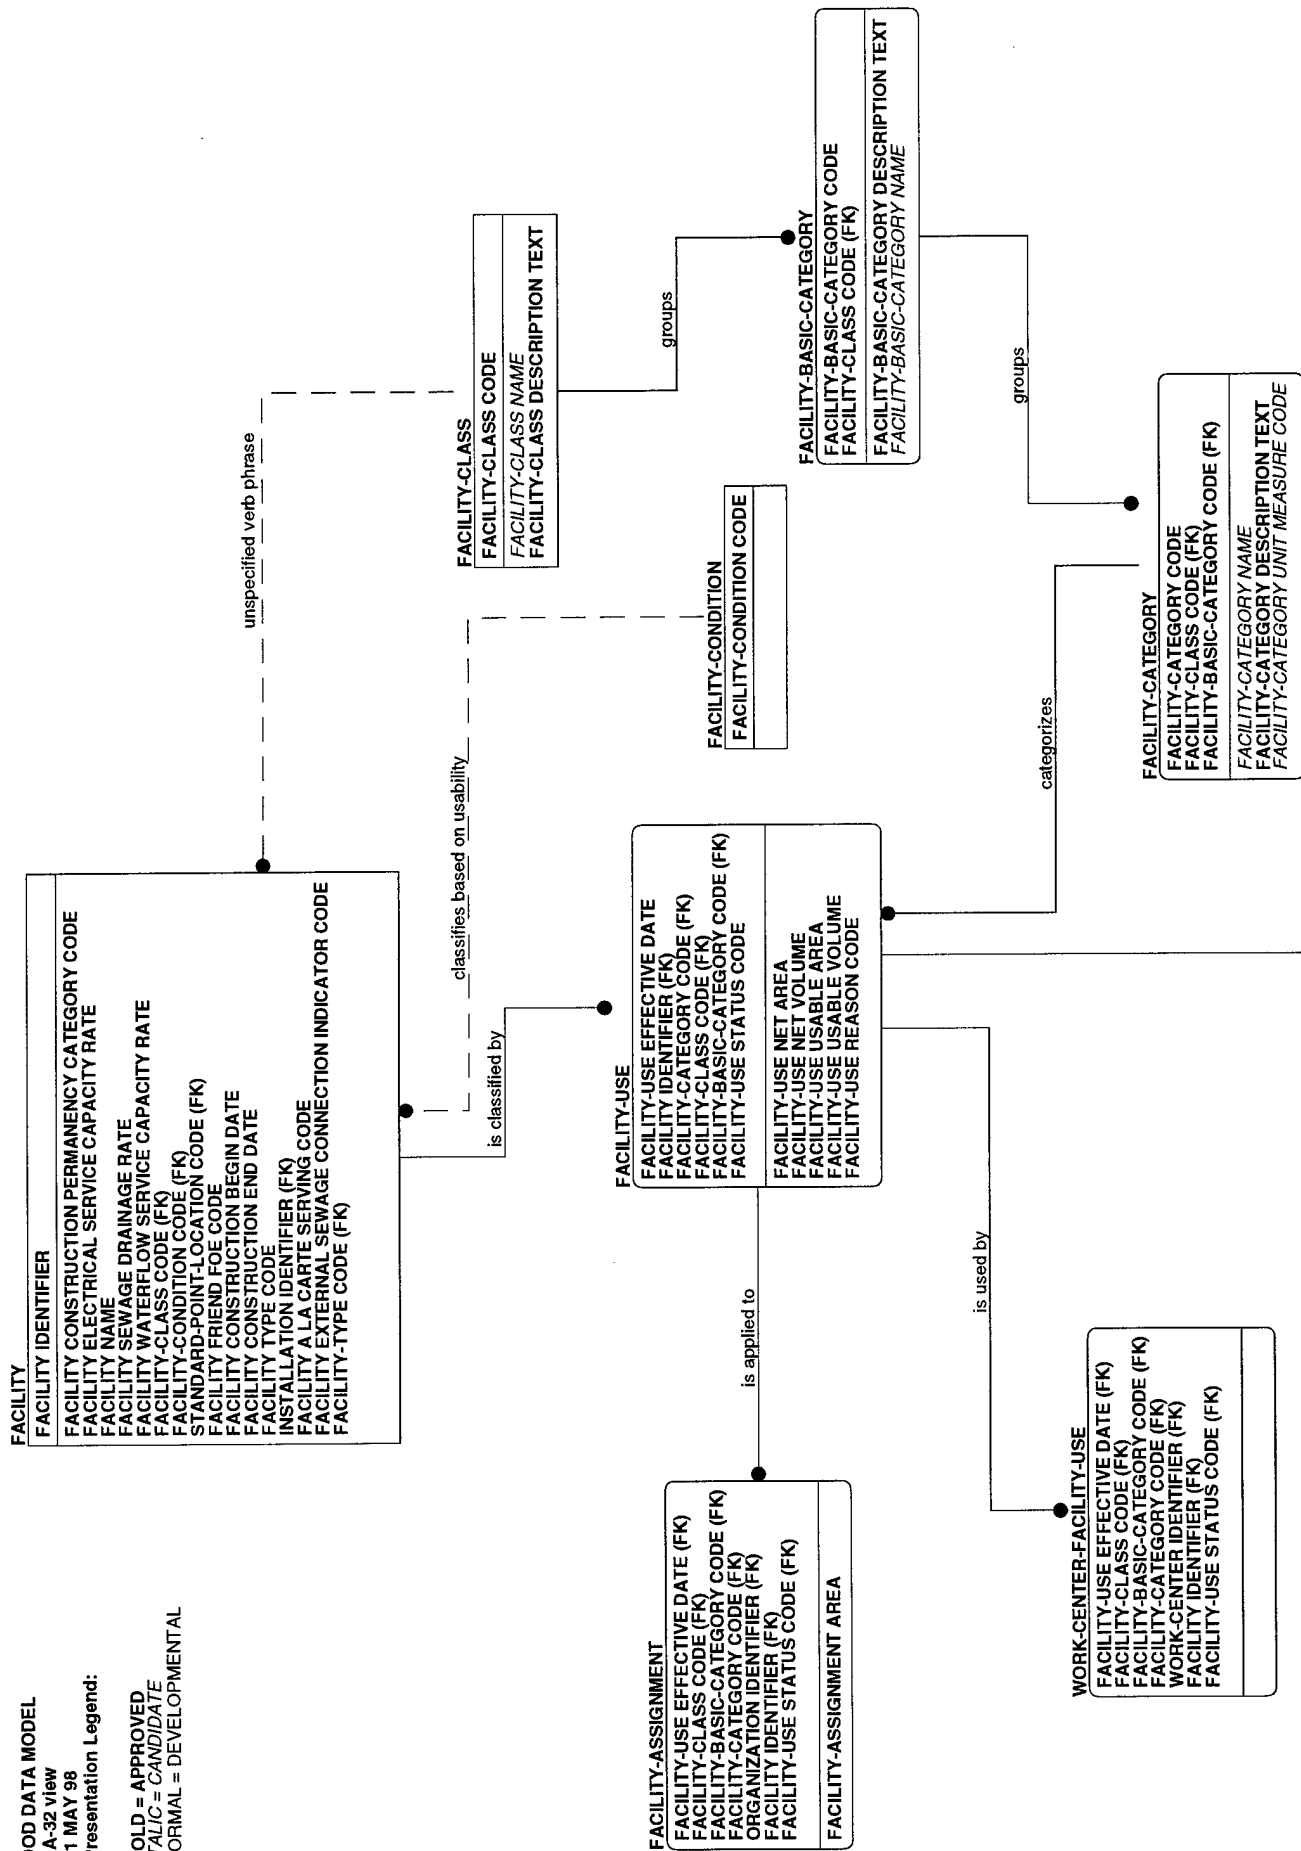 OD DATA MODEL
A-32 view
1 MAY 98
resentation Legend:
OLD = APPROVED
TALIC = CANDIDATE
ORMAL = DEVELOPMENTAL
FACILITY
FACILITY IDENTIFIER
FACILITY CONSTRUCTION PERMANENCY CATEGORY CODE
FACILITY ELECTRICAL SERVICE CAPACITY RATE
FACILITY NAME
FACILITY SEWAGE DRAINAGE RATE
FACILITY WATERFLOW SERVICE CAPACITY RATE
FACILITY-CLASS CODE (FK)
FACILITY-CONDITION CODE (FK)
STANDARD-POINT-LOCATION CODE (FK)
FACILITY FRIEND FOE CODE
FACILITY CONSTRUCTION BEGIN DATE
FACILITY CONSTRUCTION END DATE
FACILITY TYPE CODE
INSTALLATION IDENTIFIER (FK)
FACILITY A LA CARTE SERVING CODE
FACILITY EXTERNAL SEWAGE CONNECTION INDICATOR CODE
FACILITY-TYPE CODE (FK)
unspecified verb phrase
classifies based on usability
is classified by
FACILITY-CLASS
FACILITY-CLASS CODE
FACILITY-CLASS NAME
FACILITY-CLASS DESCRIPTION TEXT
groups
FACILITY-CONDITION
FACILITY-CONDITION CODE
FACILITY-BASIC-CATEGORY
FACILITY-BASIC-CATEGORY CODE
FACILITY-CLASS CODE (FK)
FACILITY-BASIC-CATEGORY DESCRIPTION TEXT
FACILITY-BASIC-CATEGORY NAME
groups
FACILITY-USE
FACILITY-USE EFFECTIVE DATE
FACILITY IDENTIFIER (FK)
FACILITY-CATEGORY CODE (FK)
FACILITY-CLASS CODE (FK)
FACILITY-BASIC-CATEGORY CODE (FK)
FACILITY-USE STATUS CODE
FACILITY-USE NET AREA
FACILITY-USE NET VOLUME
FACILITY-USE USABLE AREA
FACILITY-USE USABLE VOLUME
FACILITY-USE REASON CODE
is applied to
is used by
categorizes
FACILITY-ASSIGNMENT
FACILITY-USE EFFECTIVE DATE (FK)
FACILITY-CLASS CODE (FK)
FACILITY-BASIC-CATEGORY CODE (FK)
FACILITY-CATEGORY CODE (FK)
ORGANIZATION IDENTIFIER (FK)
FACILITY IDENTIFIER (FK)
FACILITY-USE STATUS CODE (FK)
FACILITY-ASSIGNMENT AREA
WORK-CENTER-FACILITY-USE
FACILITY-USE EFFECTIVE DATE (FK)
FACILITY-CLASS CODE (FK)
FACILITY-BASIC-CATEGORY CODE (FK)
FACILITY-CATEGORY CODE (FK)
WORK-CENTER IDENTIFIER (FK)
FACILITY IDENTIFIER (FK)
FACILITY-USE STATUS CODE (FK)
FACILITY-CATEGORY
FACILITY-CATEGORY CODE
FACILITY-CLASS CODE (FK)
FACILITY-BASIC-CATEGORY CODE (FK)
FACILITY-CATEGORY NAME
FACILITY-CATEGORY DESCRIPTION TEXT
FACILITY-CATEGORY UNIT MEASURE CODE